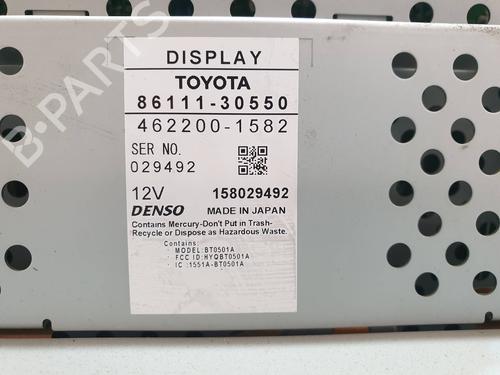 B-PARTS
DISPLAY
TOYOTA
86111-30550
462200-1582
SER NO.
029492
12V 158029492
DENSO MADE IN JAPAN
Contains Mercury-Don't Put in Trash-
Recycle or Dispose as Hazardous Waste.
Contains:
MODEL:BT0501A
FCC ID:HYQBT0501A
IC :1551A-BT0501A